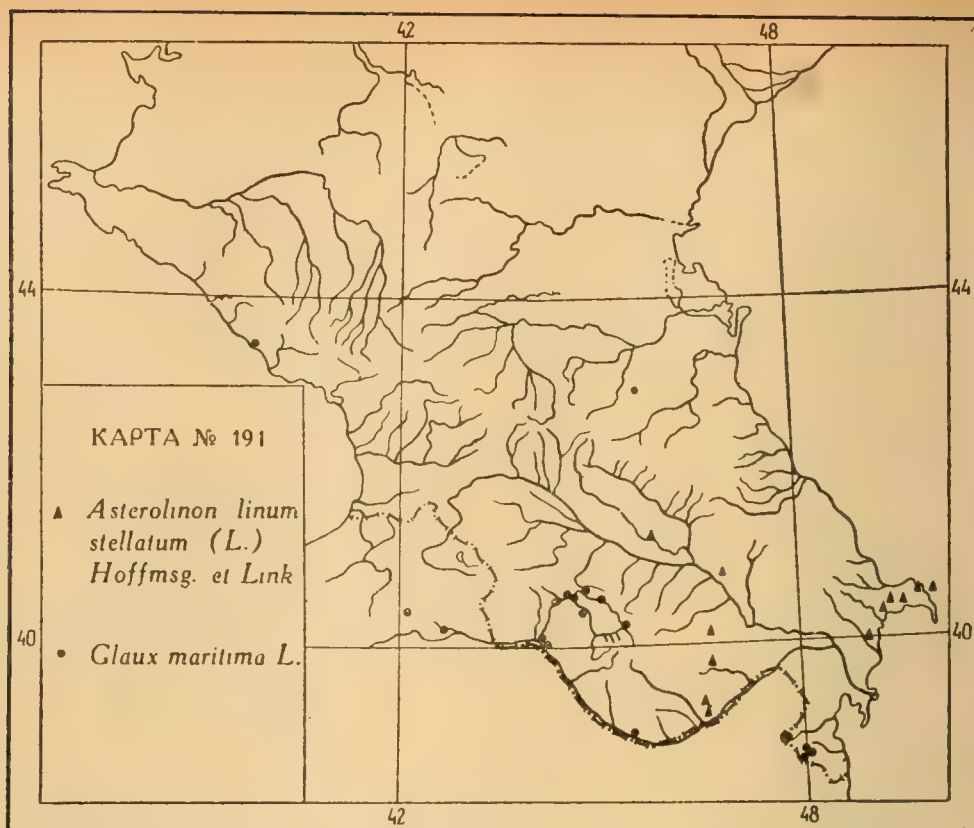 42 48
44 44
КАРТА № 191
Asterolinon linum
stellatum (L.)
Hoffmsg. et Link
40 40
Glaux maritima L.
42 48